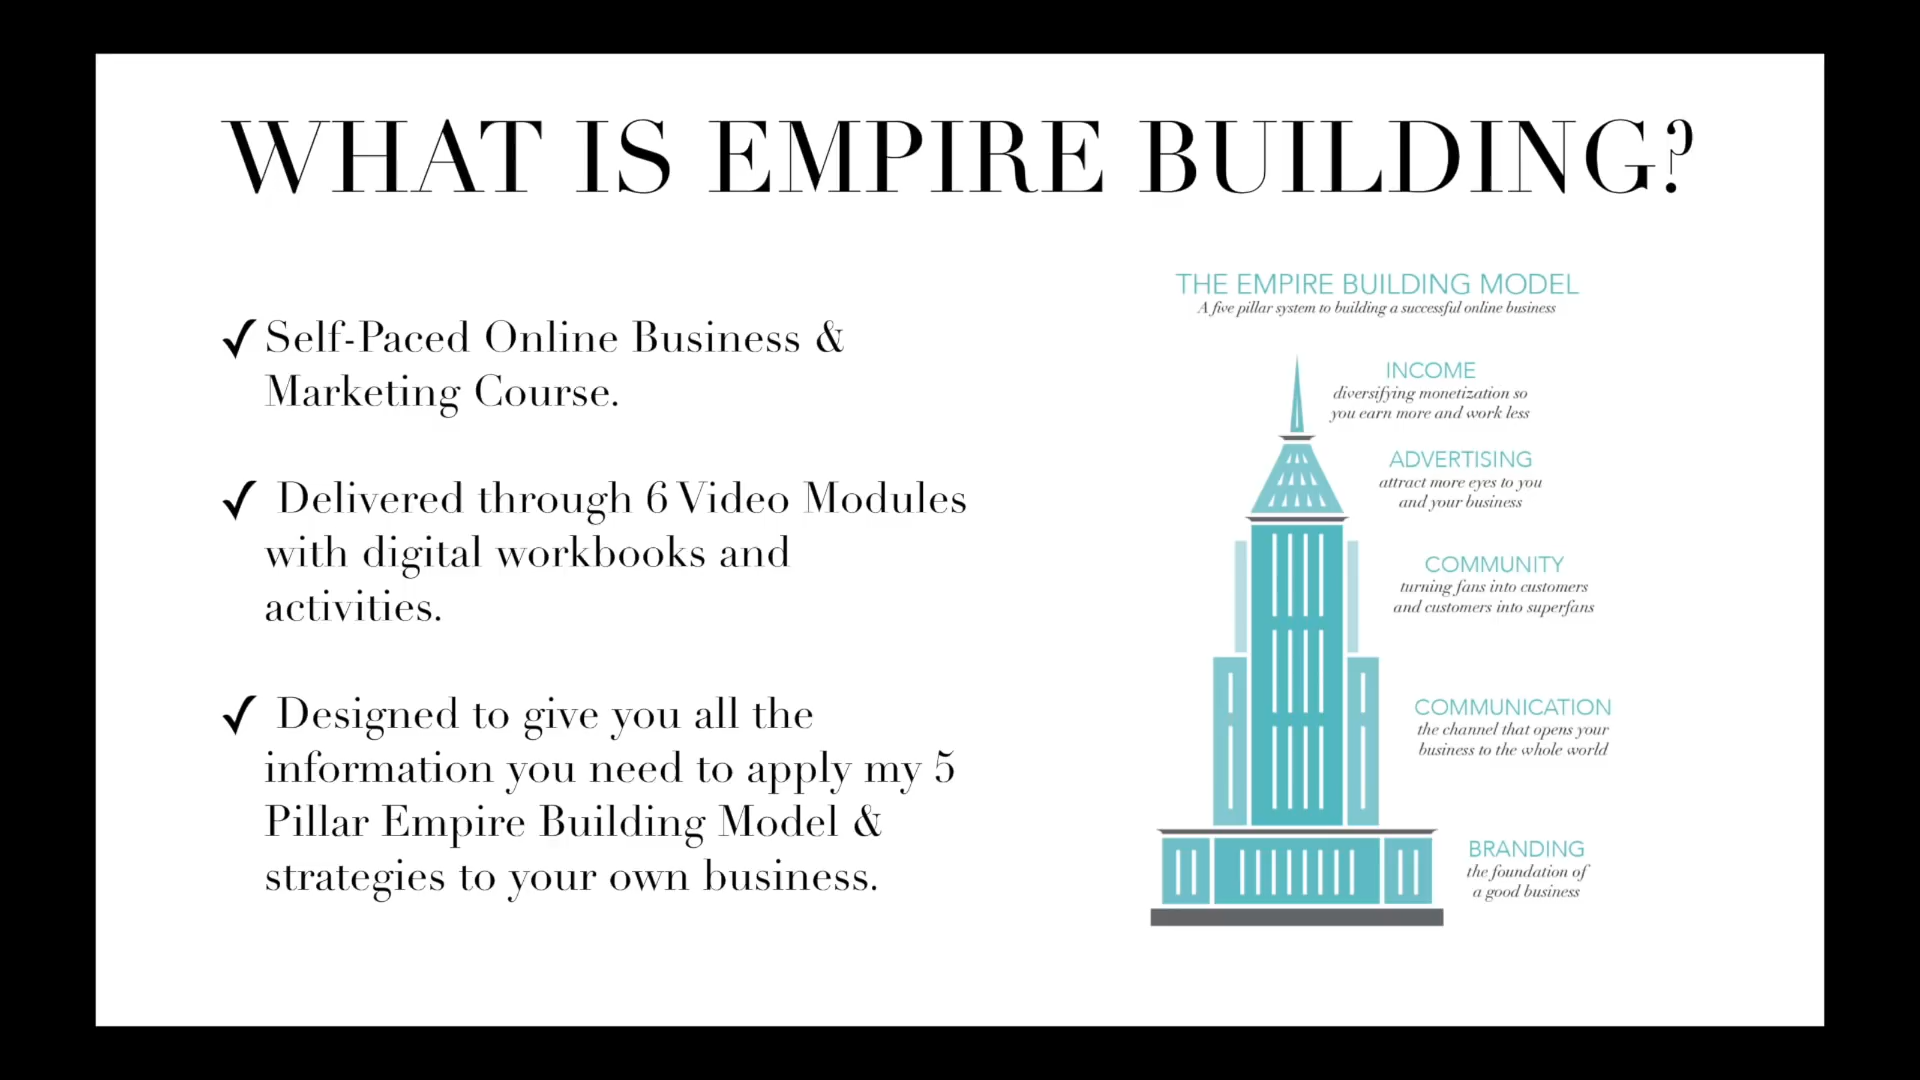 WHAT IS EMPIRE BUILDING?
✓Self-Paced Online Business &
Marketing Course.
✓ Delivered through 6 Video Modules
with digital workbooks and
activities.
✓ Designed to give you all the
information you need to apply my 5
Pillar Empire Building Model &
strategies to your own business.
THE EMPIRE BUILDING MODEL
A five pillar system to building a successful online business
INCOME
diversifying monetization so
you earn more and work less
ADVERTISING
attract more eyes to you
and your business
COMMUNITY
turning fans into customers
and customers into superfans
COMMUNICATION
the channel that opens your
business to the whole world
BRANDING
the foundation of
a good business